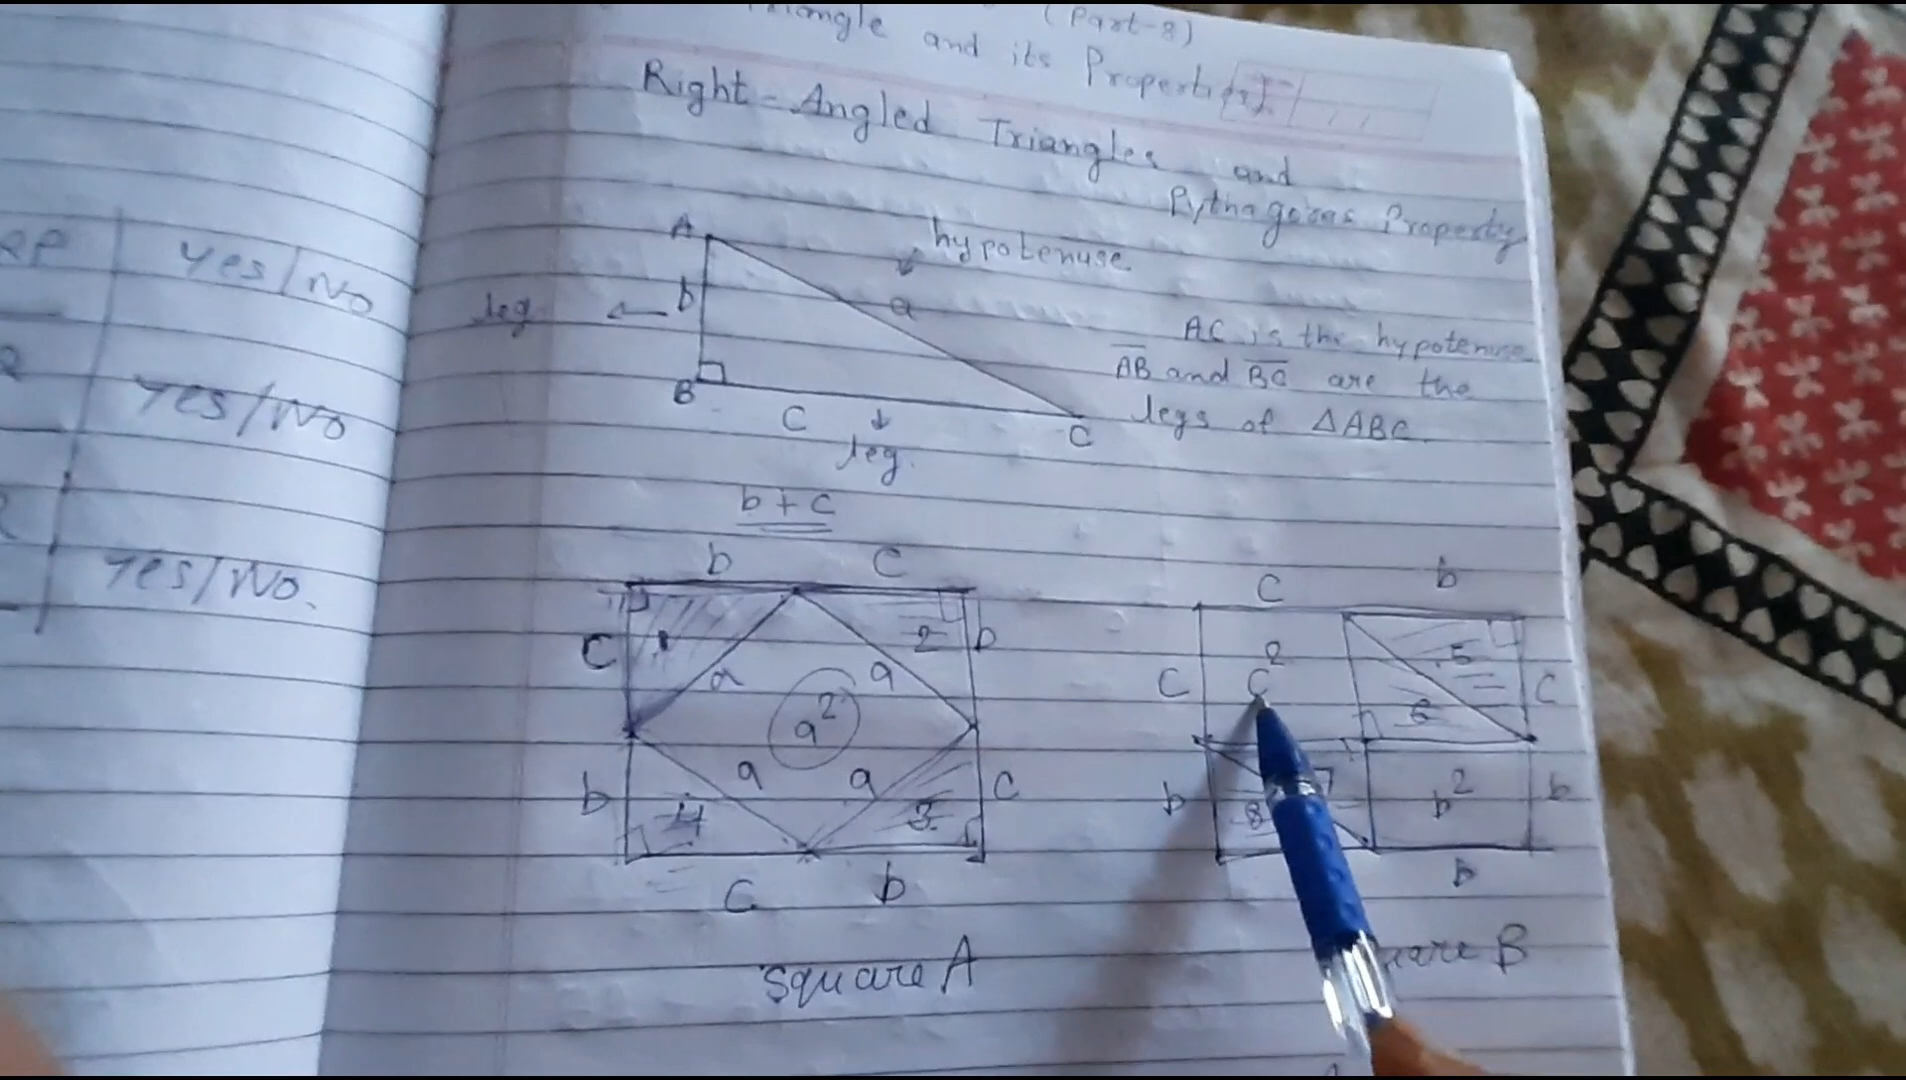 (Part-8)
Triangle and its Properties
Right-Angled Triangles and
Pythagoras Property
A
hypotenuse
leg
b
a
AC is the hypotenuse
AB and BC are the
legs of ΔABC.
B
C
C
leg.
b + c
b
C
C
1
2
b
a
a
a²
a
a
b
4
3
C
C
b
square A
C
b
C
C²
5
6
C
b
8
7
b²
b
b
B
RP
Yes/No
Yes/No
Yes/No.